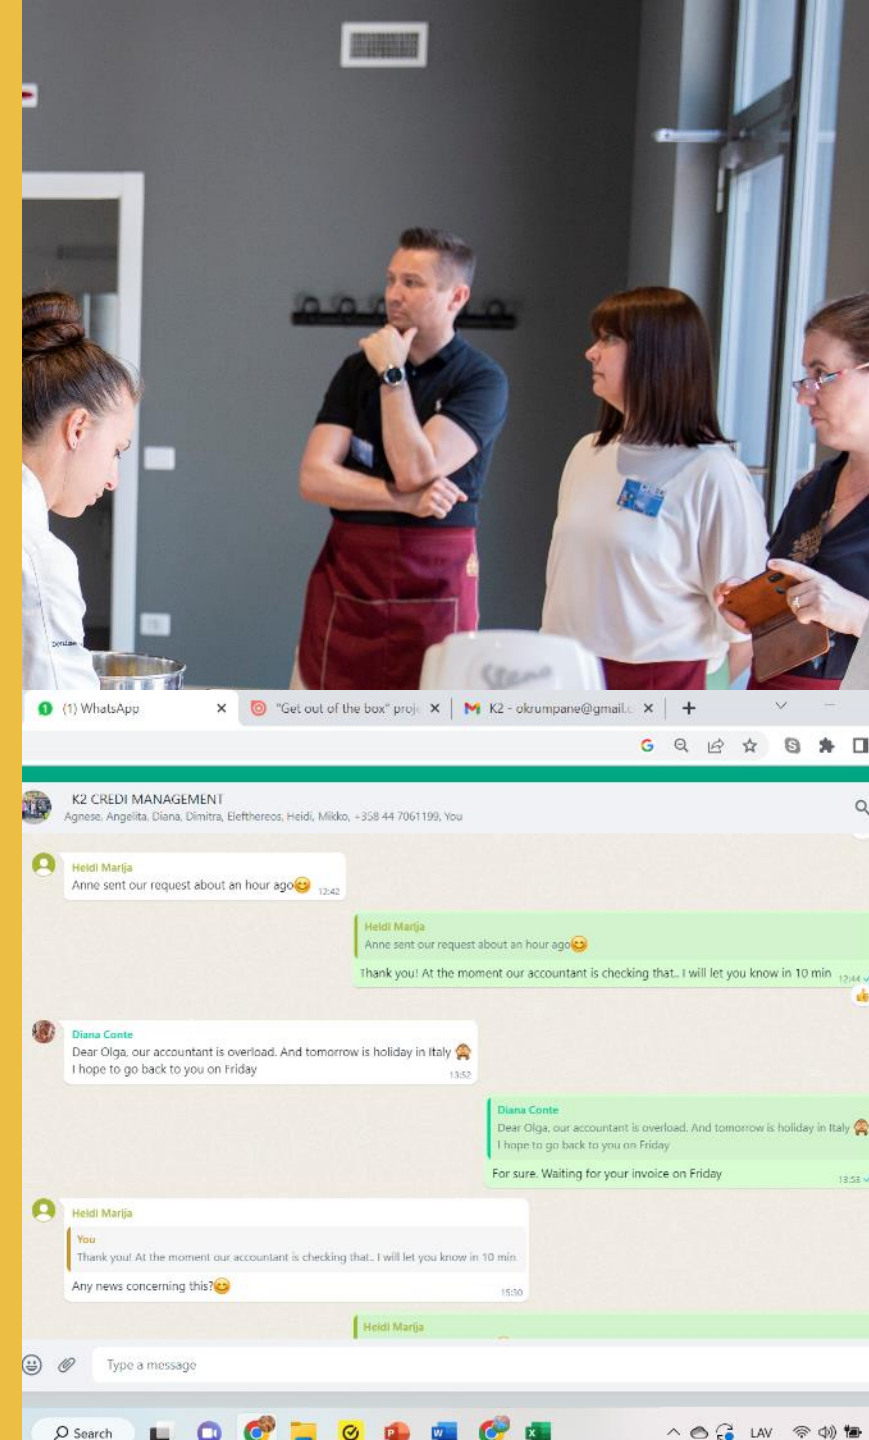 CREDI
(1) WhatsApp
"Get out of the box" proj
K2 - okrumpane@gmail.c
K2 CREDI MANAGEMENT
Agnese, Angelita, Diana, Dimitra, Elefthereos, Heidi, Mikko, +358 44 7061199, You
Heidi Marija
Anne sent our request about an hour ago😊 12:42
Heidi Marija
Anne sent our request about an hour ago😊
Thank you! At the moment our accountant is checking that.. I will let you know in 10 min 12:44
Diana Conte
Dear Olga, our accountant is overload. And tomorrow is holiday in Italy 🙈
I hope to go back to you on Friday
13:52
Diana Conte
Dear Olga, our accountant is overload. And tomorrow is holiday in Italy 🙈
I hope to go back to you on Friday
For sure. Waiting for your invoice on Friday 13:53
Heidi Marija
You
Thank you! At the moment our accountant is checking that.. I will let you know in 10 min
Any news concerning this?😊 15:30
Heidi Marija
Type a message
Search
LAV